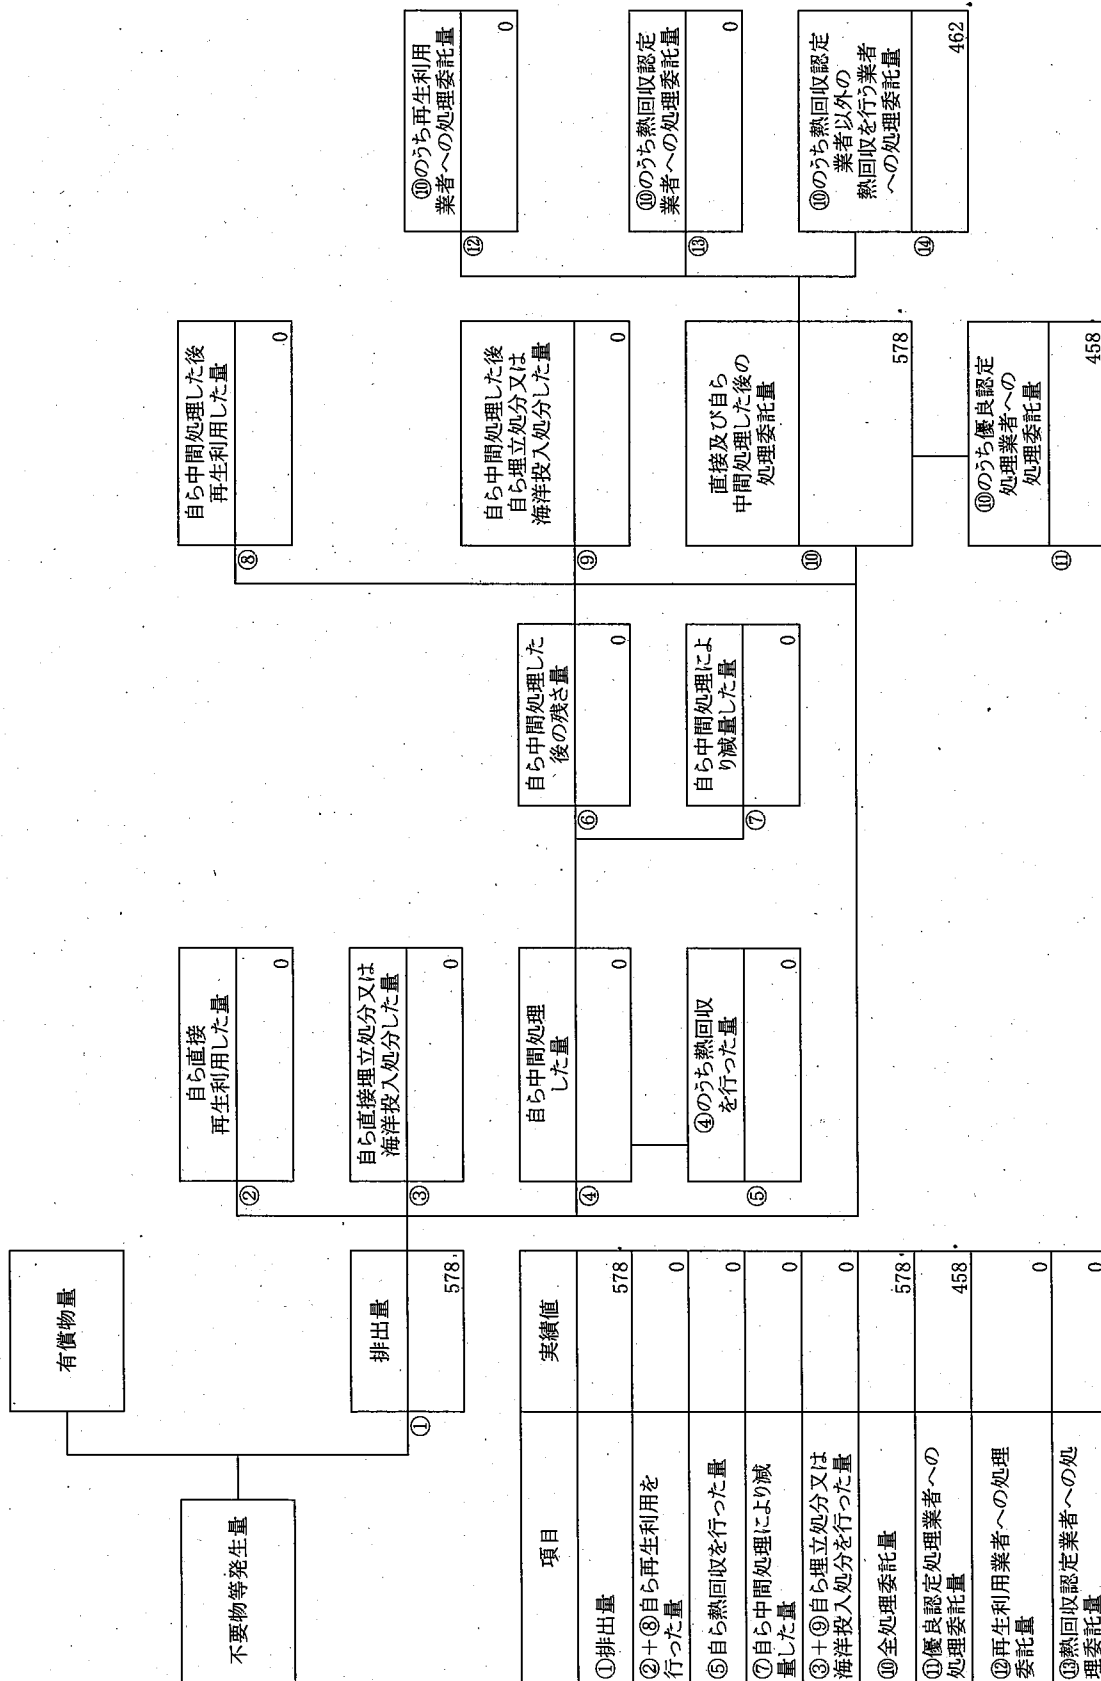 不要物等発生量
有償物量
排出量
①
578
②
自ら直接
再生利用した量
0
③
自ら直接埋立処分又は
海洋投入処分した量
0
④
自ら中間処理
した量
0
⑤
④のうち熱回収
を行った量
0
⑥
自ら中間処理した
後の残さ量
0
⑦
自ら中間処理によ
り減量した量
0
⑧
自ら中間処理した後
再生利用した量
0
⑨
自ら中間処理した後
自ら埋立処分又は
海洋投入処分した量
0
⑩
直接及び自ら
中間処理した後の
処理委託量
578
⑪
⑩のうち優良認定
処理業者への
処理委託量
458
⑫
⑩のうち再生利用
業者への処理委託量
0
⑬
⑩のうち熱回収認定
業者への処理委託量
0
⑭
⑩のうち熱回収認定
業者以外の
熱回収を行う業者
への処理委託量
462
項目 実績値
①排出量 578
②+⑧自ら再生利用を
行った量 0
⑤自ら熱回収を行った量 0
⑦自ら中間処理により減
量した量 0
③+⑨自ら埋立処分又は
海洋投入処分を行った量 0
⑩全処理委託量 578
⑪優良認定処理業者への
処理委託量 458
⑫再生利用業者への処理
委託量 0
⑬熱回収認定業者への処
理委託量 0